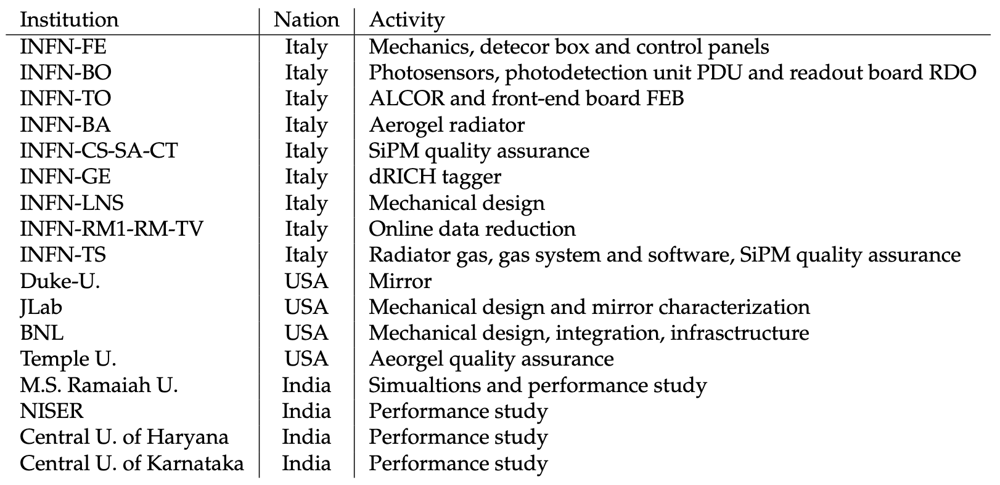 Institution Nation Activity
INFN-FE Italy Mechanics, detecor box and control panels
INFN-BO Italy Photosensors, photodetection unit PDU and readout board RDO
INFN-TO Italy ALCOR and front-end board FEB
INFN-BA Italy Aerogel radiator
INFN-CS-SA-CT Italy SiPM quality assurance
INFN-GE Italy dRICH tagger
INFN-LNS Italy Mechanical design
INFN-RM1-RM-TV Italy Online data reduction
INFN-TS Italy Radiator gas, gas system and software, SiPM quality assurance
Duke-U. USA Mirror
JLab USA Mechanical design and mirror characterization
BNL USA Mechanical design, integration, infrasctructure
Temple U. USA Aeorgel quality assurance
M.S. Ramaiah U. India Simualtions and performance study
NISER India Performance study
Central U. of Haryana India Performance study
Central U. of Karnataka India Performance study